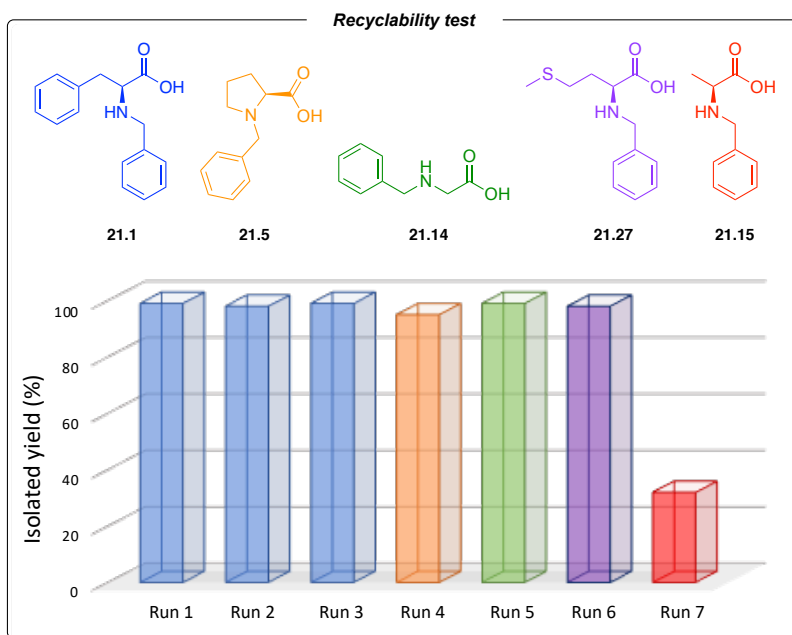 Recyclability test
O
OH
HN
O
OH
N
H
N
O
OH
S
O
OH
HN
O
OH
HN
21.1
21.5
21.14
21.27
21.15
Isolated yield (%)
100
80
60
40
20
0
Run 1
Run 2
Run 3
Run 4
Run 5
Run 6
Run 7